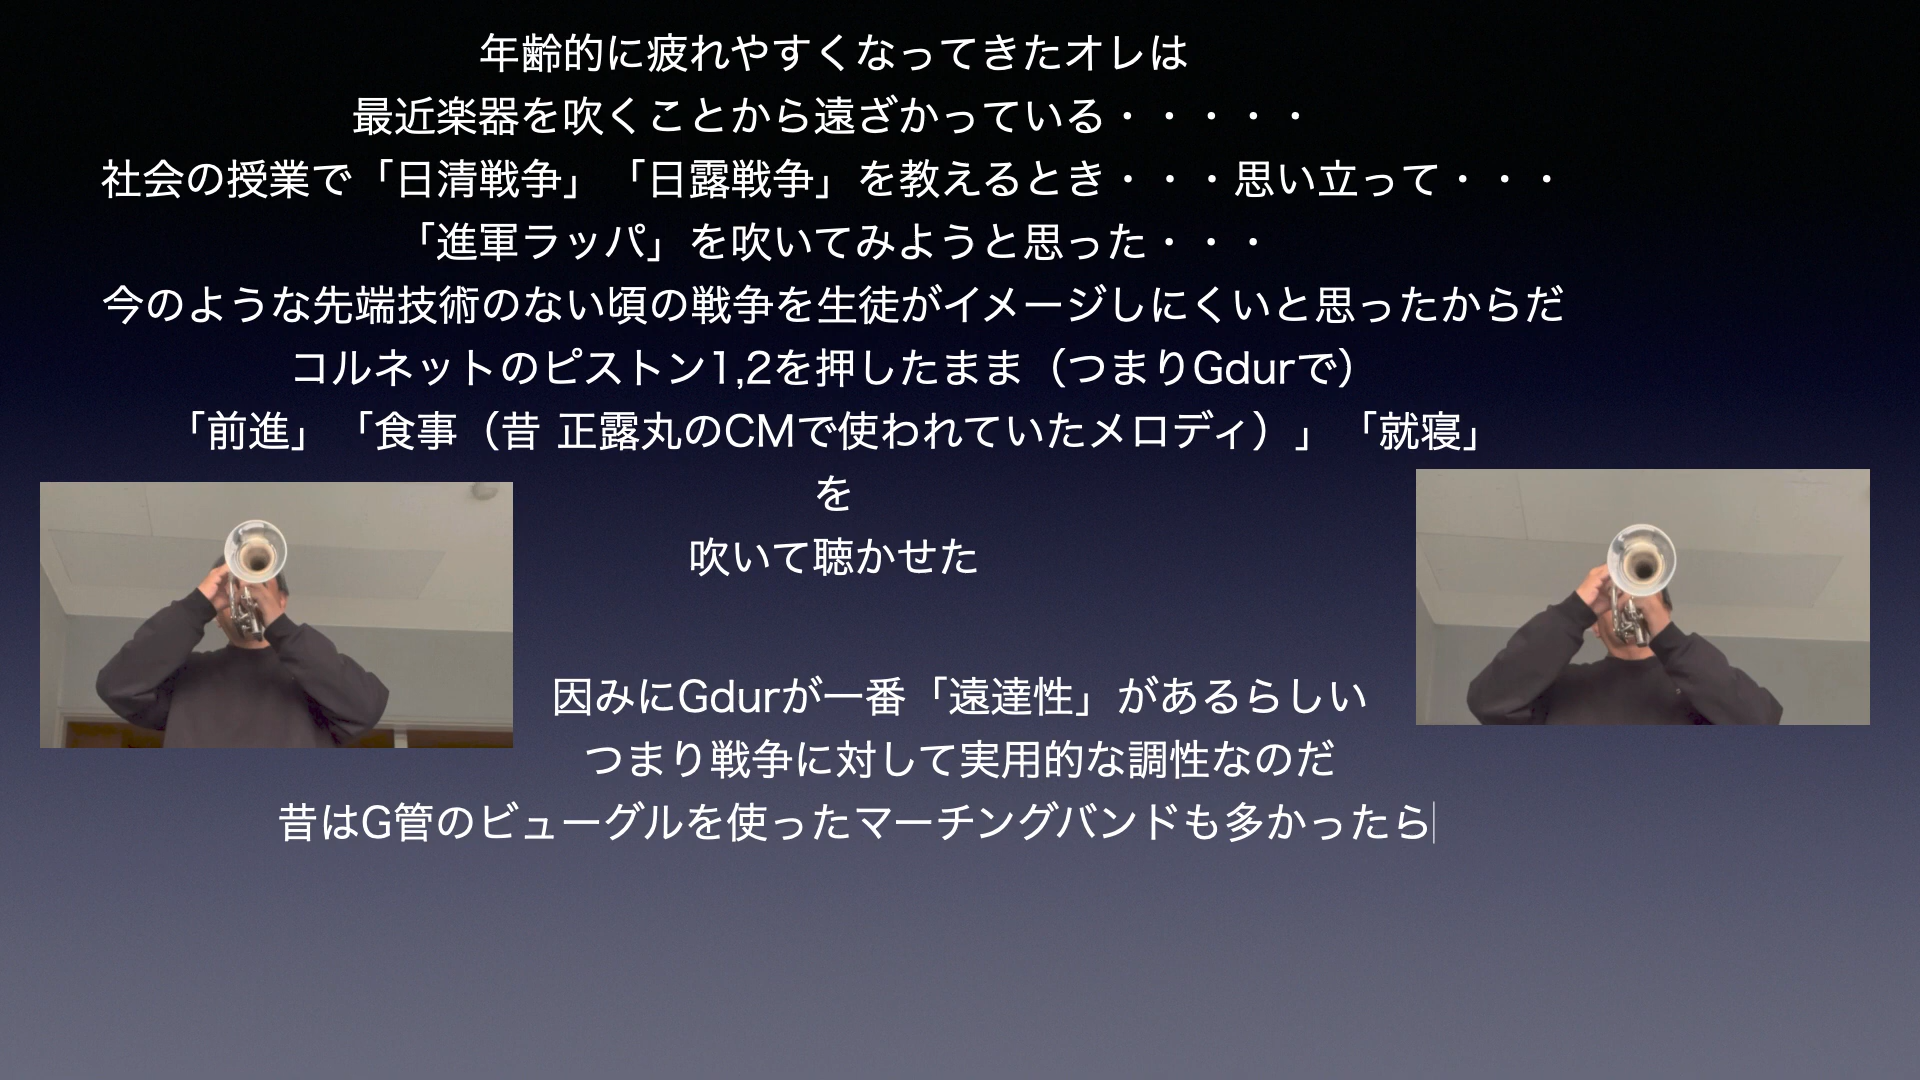 年齢的に疲れやすくなってきたオレは
最近楽器を吹くことから遠ざかっている・・・・・
社会の授業で「日清戦争」「日露戦争」を教えるとき・・・思い立って・・・
「進軍ラッパ」を吹いてみようと思った・・・
今のような先端技術のない頃の戦争を生徒がイメージしにくいと思ったからだ
コルネットのピストン1,2を押したまま（つまりGdurで）
「前進」「食事（昔 正露丸のCMで使われていたメロディ）」「就寝」
を
吹いて聴かせた
因みにGdurが一番「遠達性」があるらしい
つまり戦争に対して実用的な調性なのだ
昔はG管のビューグルを使ったマーチングバンドも多かったら